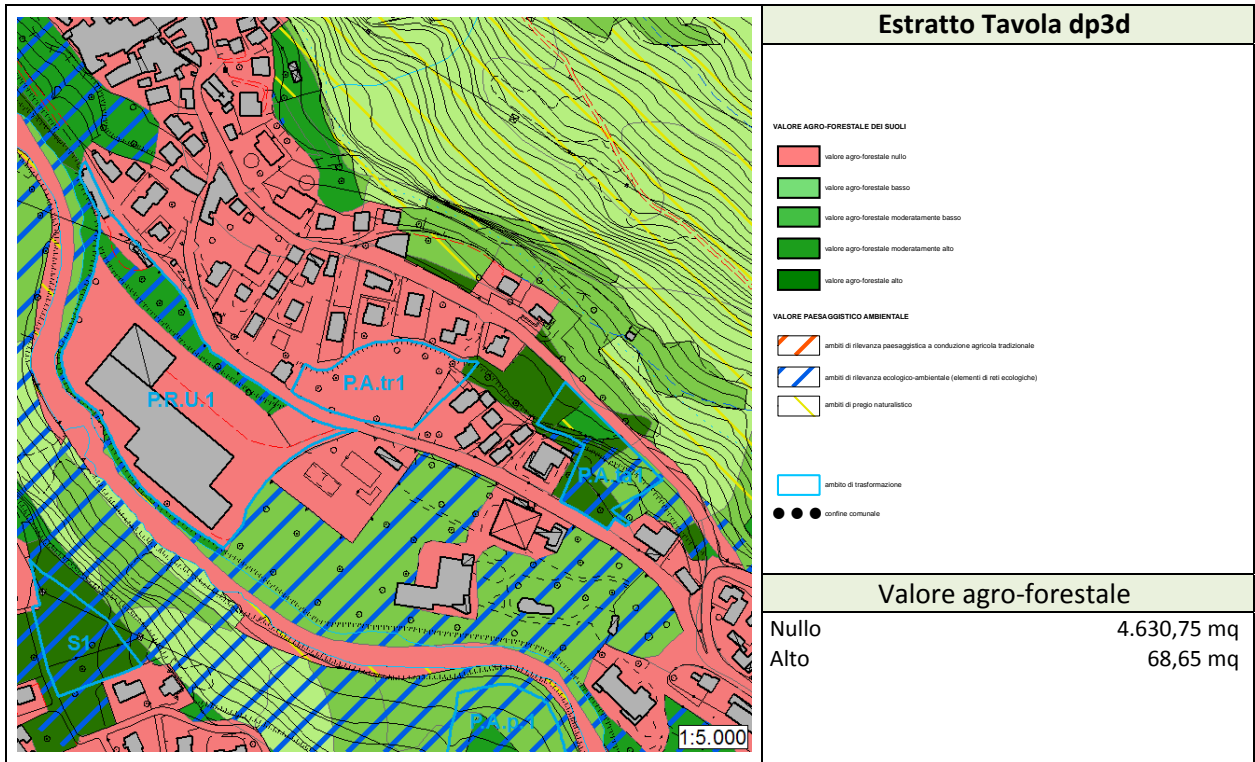 Estratto Tavola dp3d
VALORE AGRO-FORESTALE DEI SUOLI
valore agro-forestale nullo
valore agro-forestale basso
valore agro-forestale moderatamente basso
valore agro-forestale moderatamente alto
valore agro-forestale alto
VALORE PAESAGGISTICO AMBIENTALE
ambiti di rilevanza paesaggistica a conduzione agricola tradizionale
ambiti di rilevanza ecologico-ambientale (elementi di reti ecologiche)
ambiti di pregio naturalistico
ambito di trasformazione
confine comunale
Valore agro-forestale
Nullo 4.630,75 mq
Alto 68,65 mq
P.A.tr1
P.R.U.1
S1
P.A.p.1
1:5.000